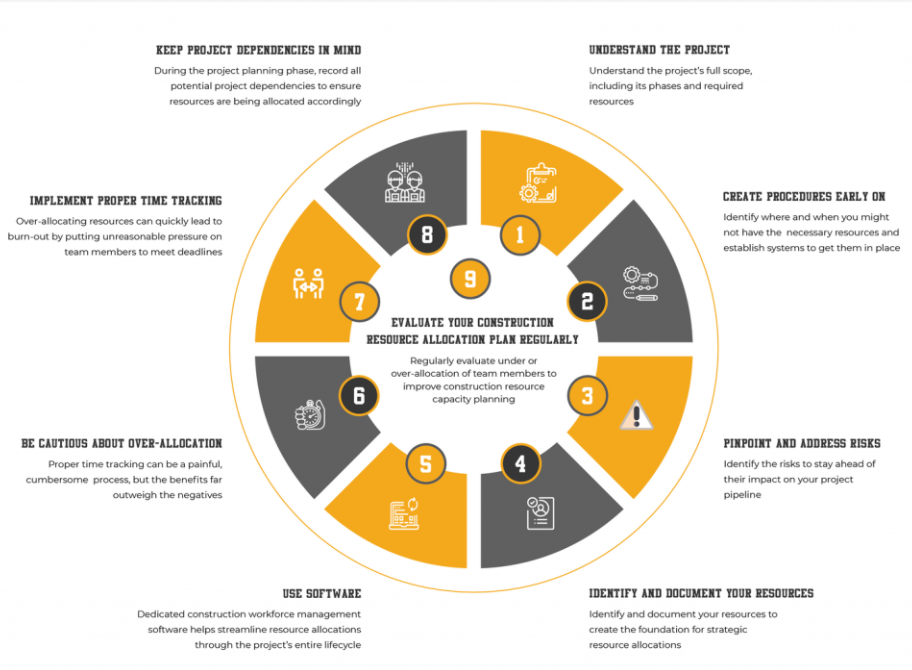 KEEP PROJECT DEPENDENCIES IN MIND
During the project planning phase, record all
potential project dependencies to ensure
resources are being allocated accordingly
UNDERSTAND THE PROJECT
Understand the project's full scope,
including its phases and required
resources
IMPLEMENT PROPER TIME TRACKING
Over-allocating resources can quickly lead to
burn-out by putting unreasonable pressure on
team members to meet deadlines
CREATE PROCEDURES EARLY ON
Identify where and when you might
not have the necessary resources and
establish systems to get them in place
8
1
9
7
2
EVALUATE YOUR CONSTRUCTION
RESOURCE ALLOCATION PLAN REGULARLY
Regularly evaluate under or
over-allocation of team members to
improve construction resource
capacity planning
6
3
5
4
BE CAUTIOUS ABOUT OVER-ALLOCATION
Proper time tracking can be a painful,
cumbersome process, but the benefits far
outweigh the negatives
PINPOINT AND ADDRESS RISKS
Identify the risks to stay ahead of
their impact on your project
pipeline
USE SOFTWARE
Dedicated construction workforce management
software helps streamline resource allocations
through the project's entire lifecycle
IDENTIFY AND DOCUMENT YOUR RESOURCES
Identify and document your resources to
create the foundation for strategic
resource allocations